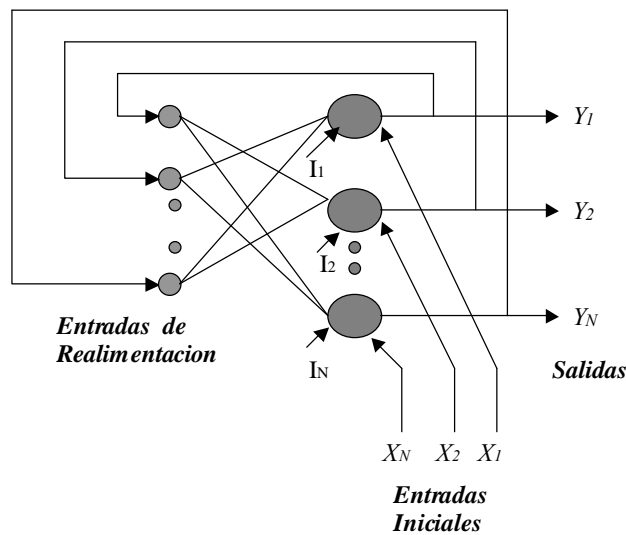 Y1
I1
Y2
I2
Entradas de
Realimentacion
YN
IN
Salidas
XN X2 X1
Entradas
Iniciales